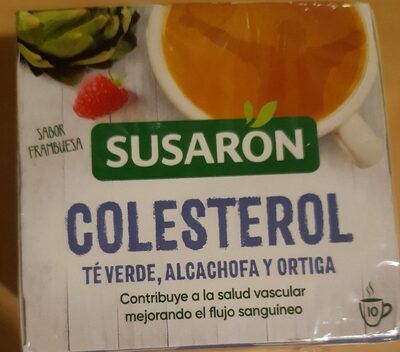 SABOR
FRAMBUESA
SUSARÓN
COLESTEROL
TÉ VERDE, ALCACHOFA Y ORTIGA
Contribuye a la salud vascular
mejorando el flujo sanguíneo
10